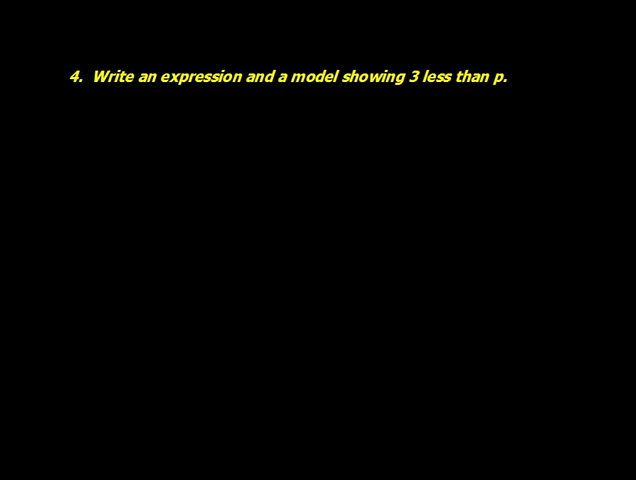 4. Write an expression and a model showing 3 less than p.